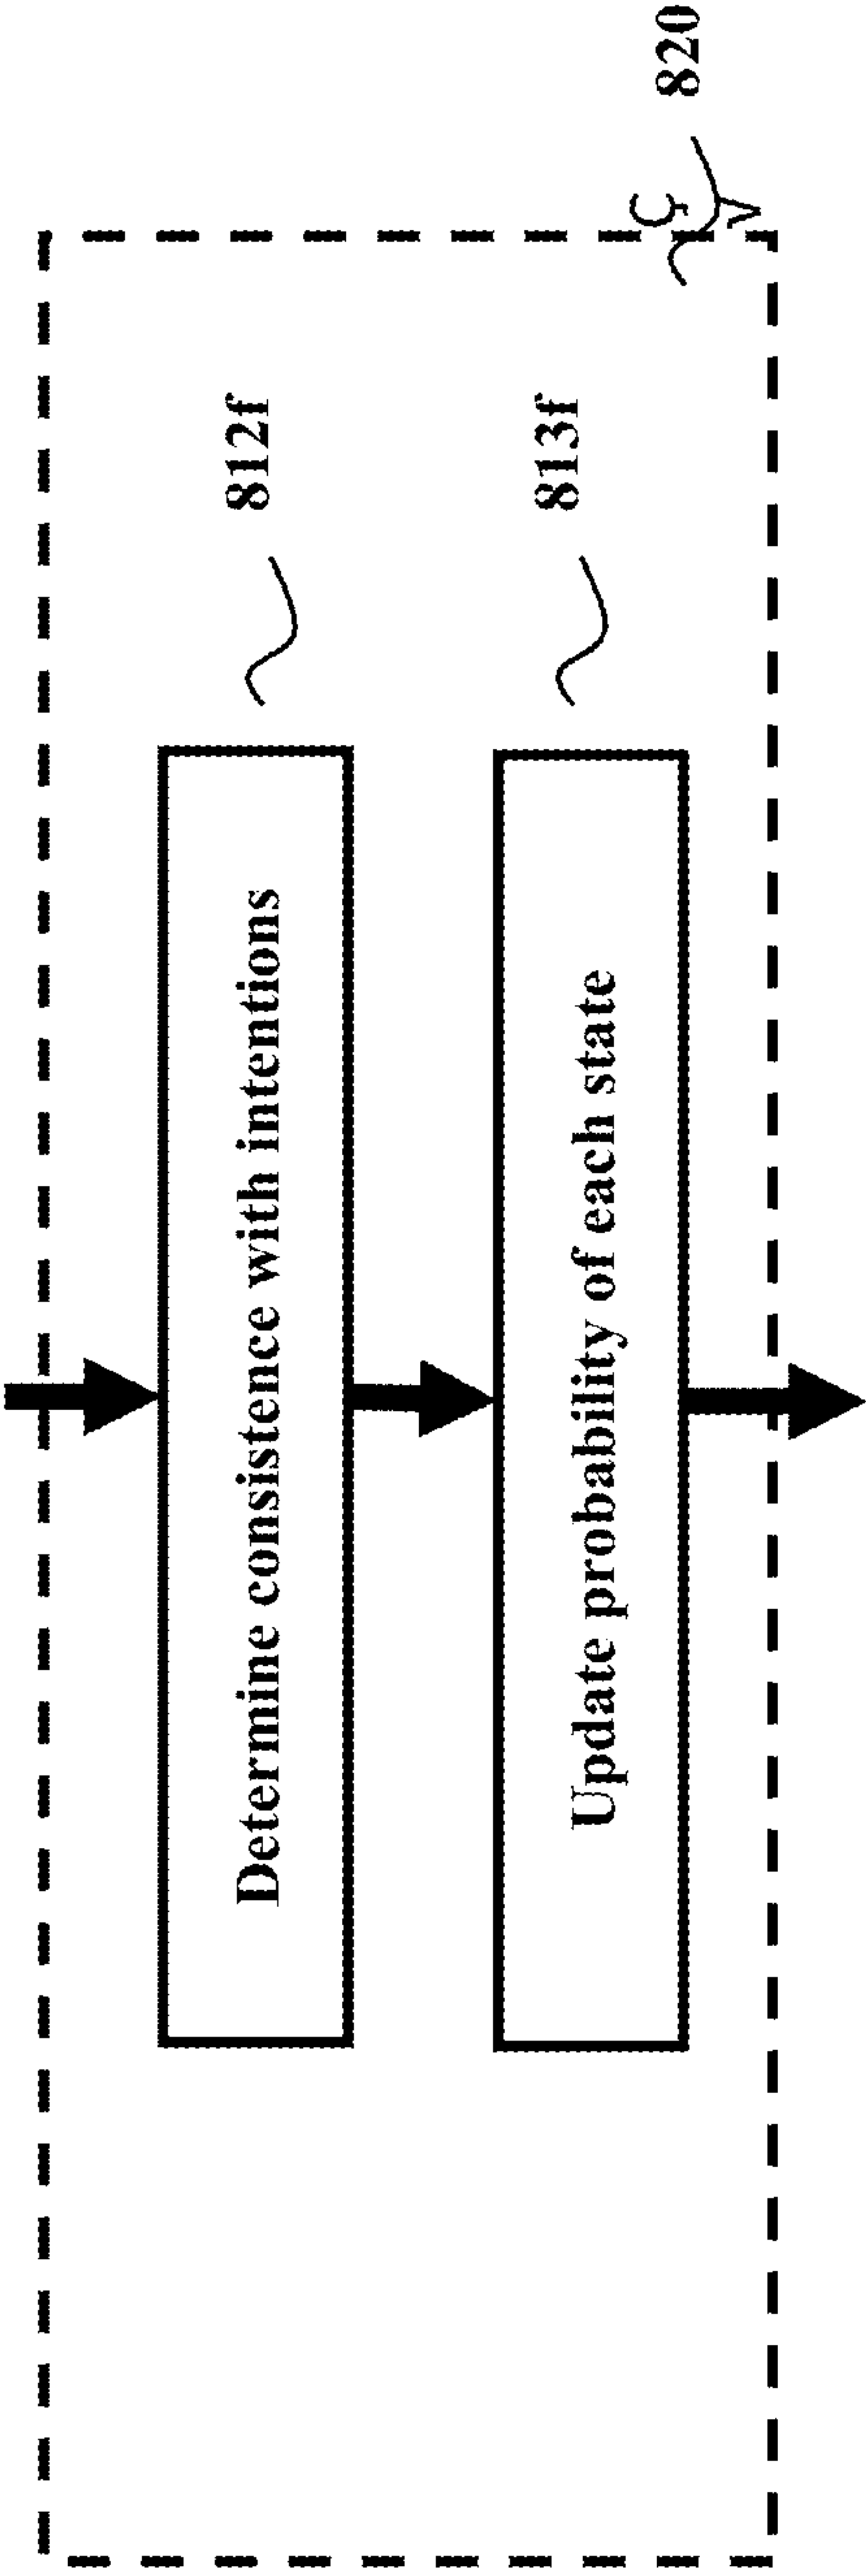 Determine consistence with intentions
812f
Update probability of each state
813f
820